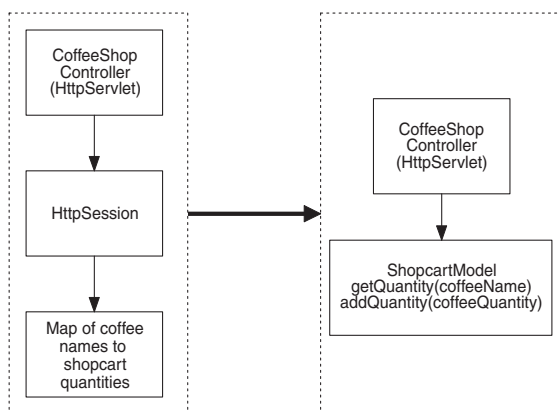 CoffeeShop
Controller
(HttpServlet)
HttpSession
Map of coffee
names to
shopcart
quantities
CoffeeShop
Controller
(HttpServlet)
ShopcartModel
getQuantity(coffeeName)
addQuantity(coffeeQuantity)